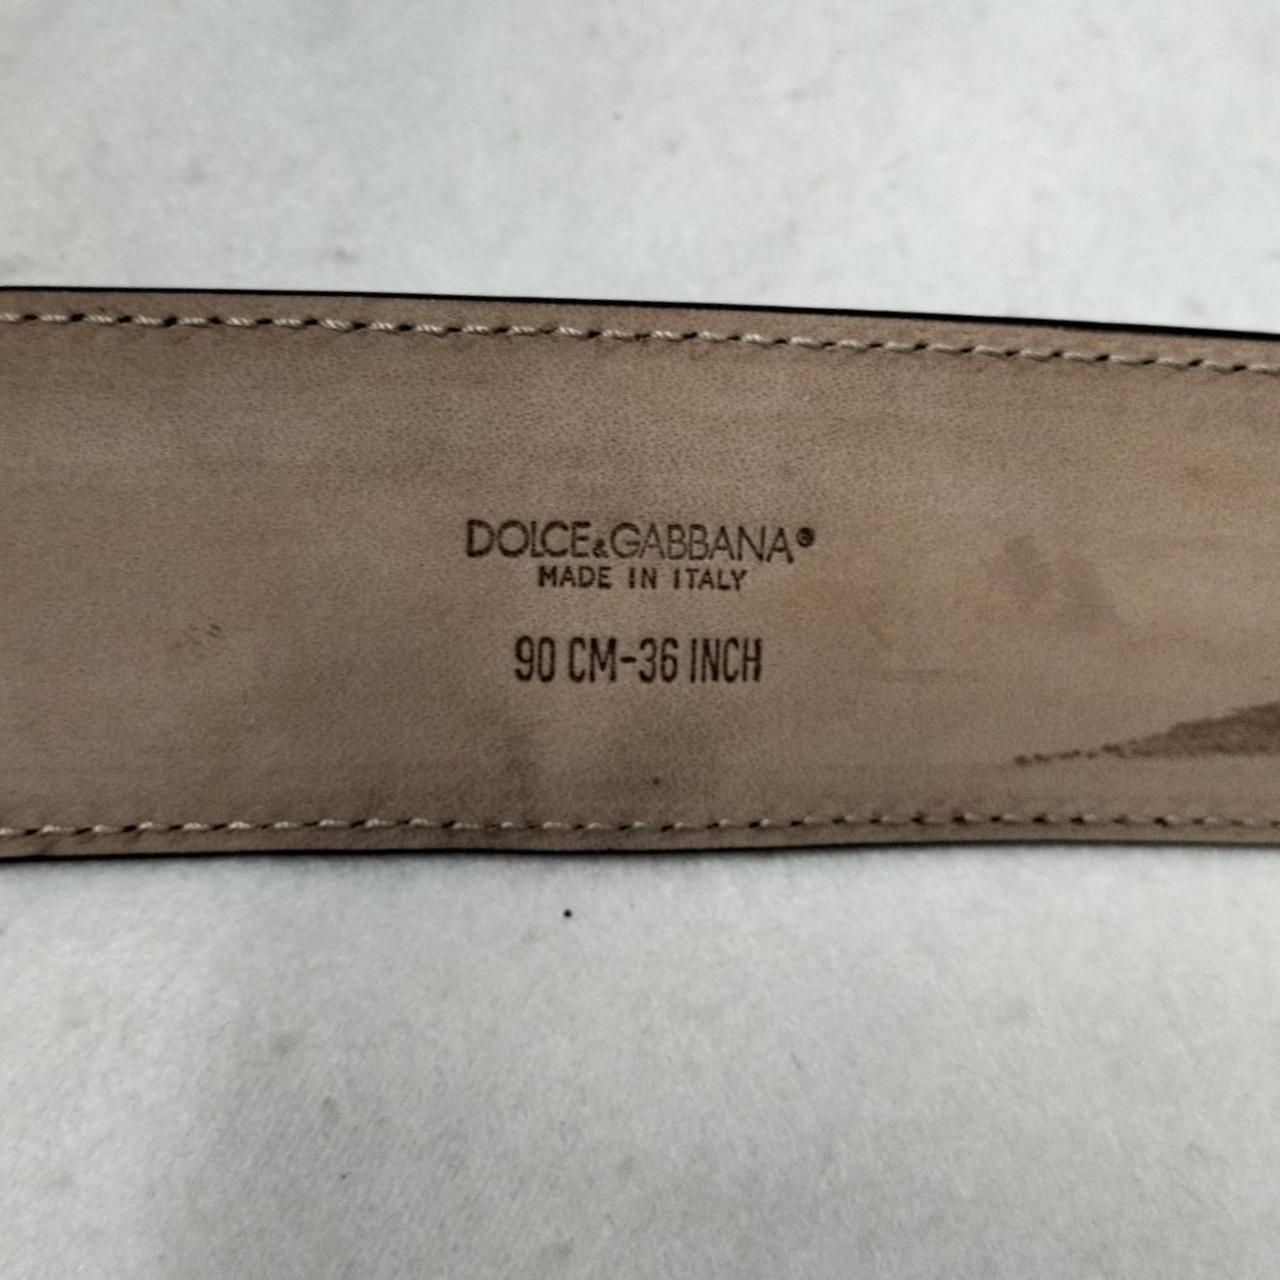 DOLCE&GABBANA®
MADE IN ITALY
90 CM-36 INCH